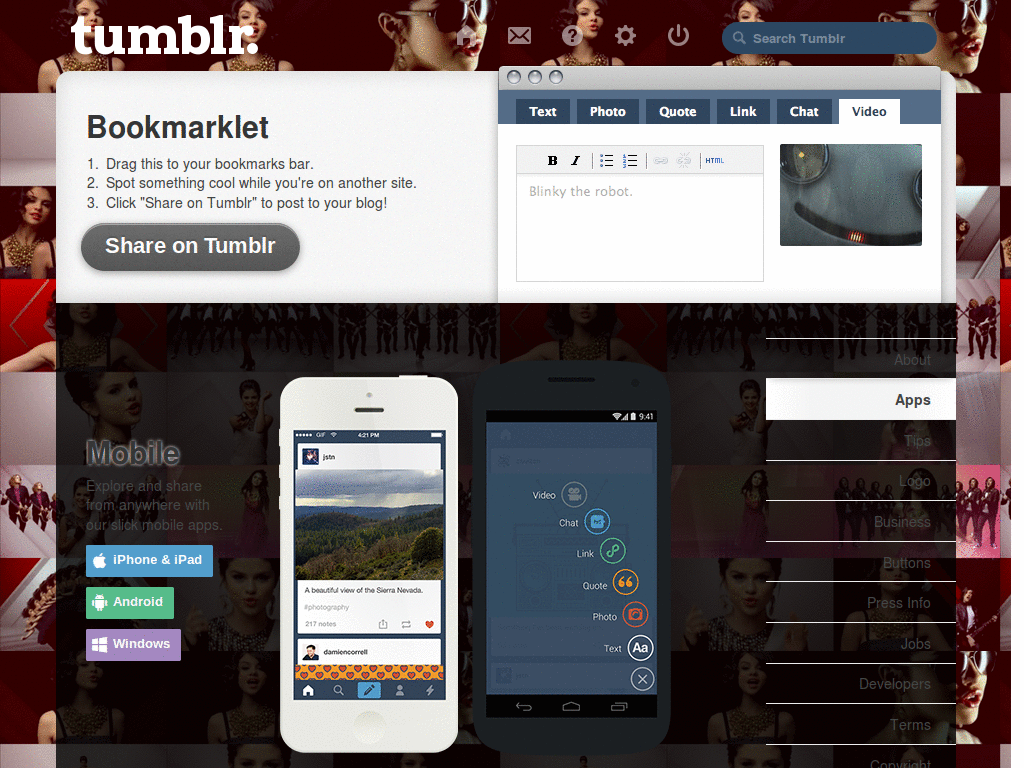 tumblr.
Search Tumblr
Bookmarklet
1. Drag this to your bookmarks bar.
2. Spot something cool while you're on another site.
3. Click "Share on Tumblr" to post to your blog!
Share on Tumblr
Text Photo Quote Link Chat Video
B I HTML
Blinky the robot.
About
Apps
Tips
Logo
Business
Buttons
Press Info
Jobs
Developers
Terms
Copyright
Mobile
Explore and share
from anywhere with
our slick mobile apps.
iPhone & iPad
Android
Windows
GIF 4:21 PM
jstn
A beautiful view of the Sierra Nevada.
#photography
217 notes
damiencorrell
9:41
Video
Chat
Link
Quote
Photo
Text Aa